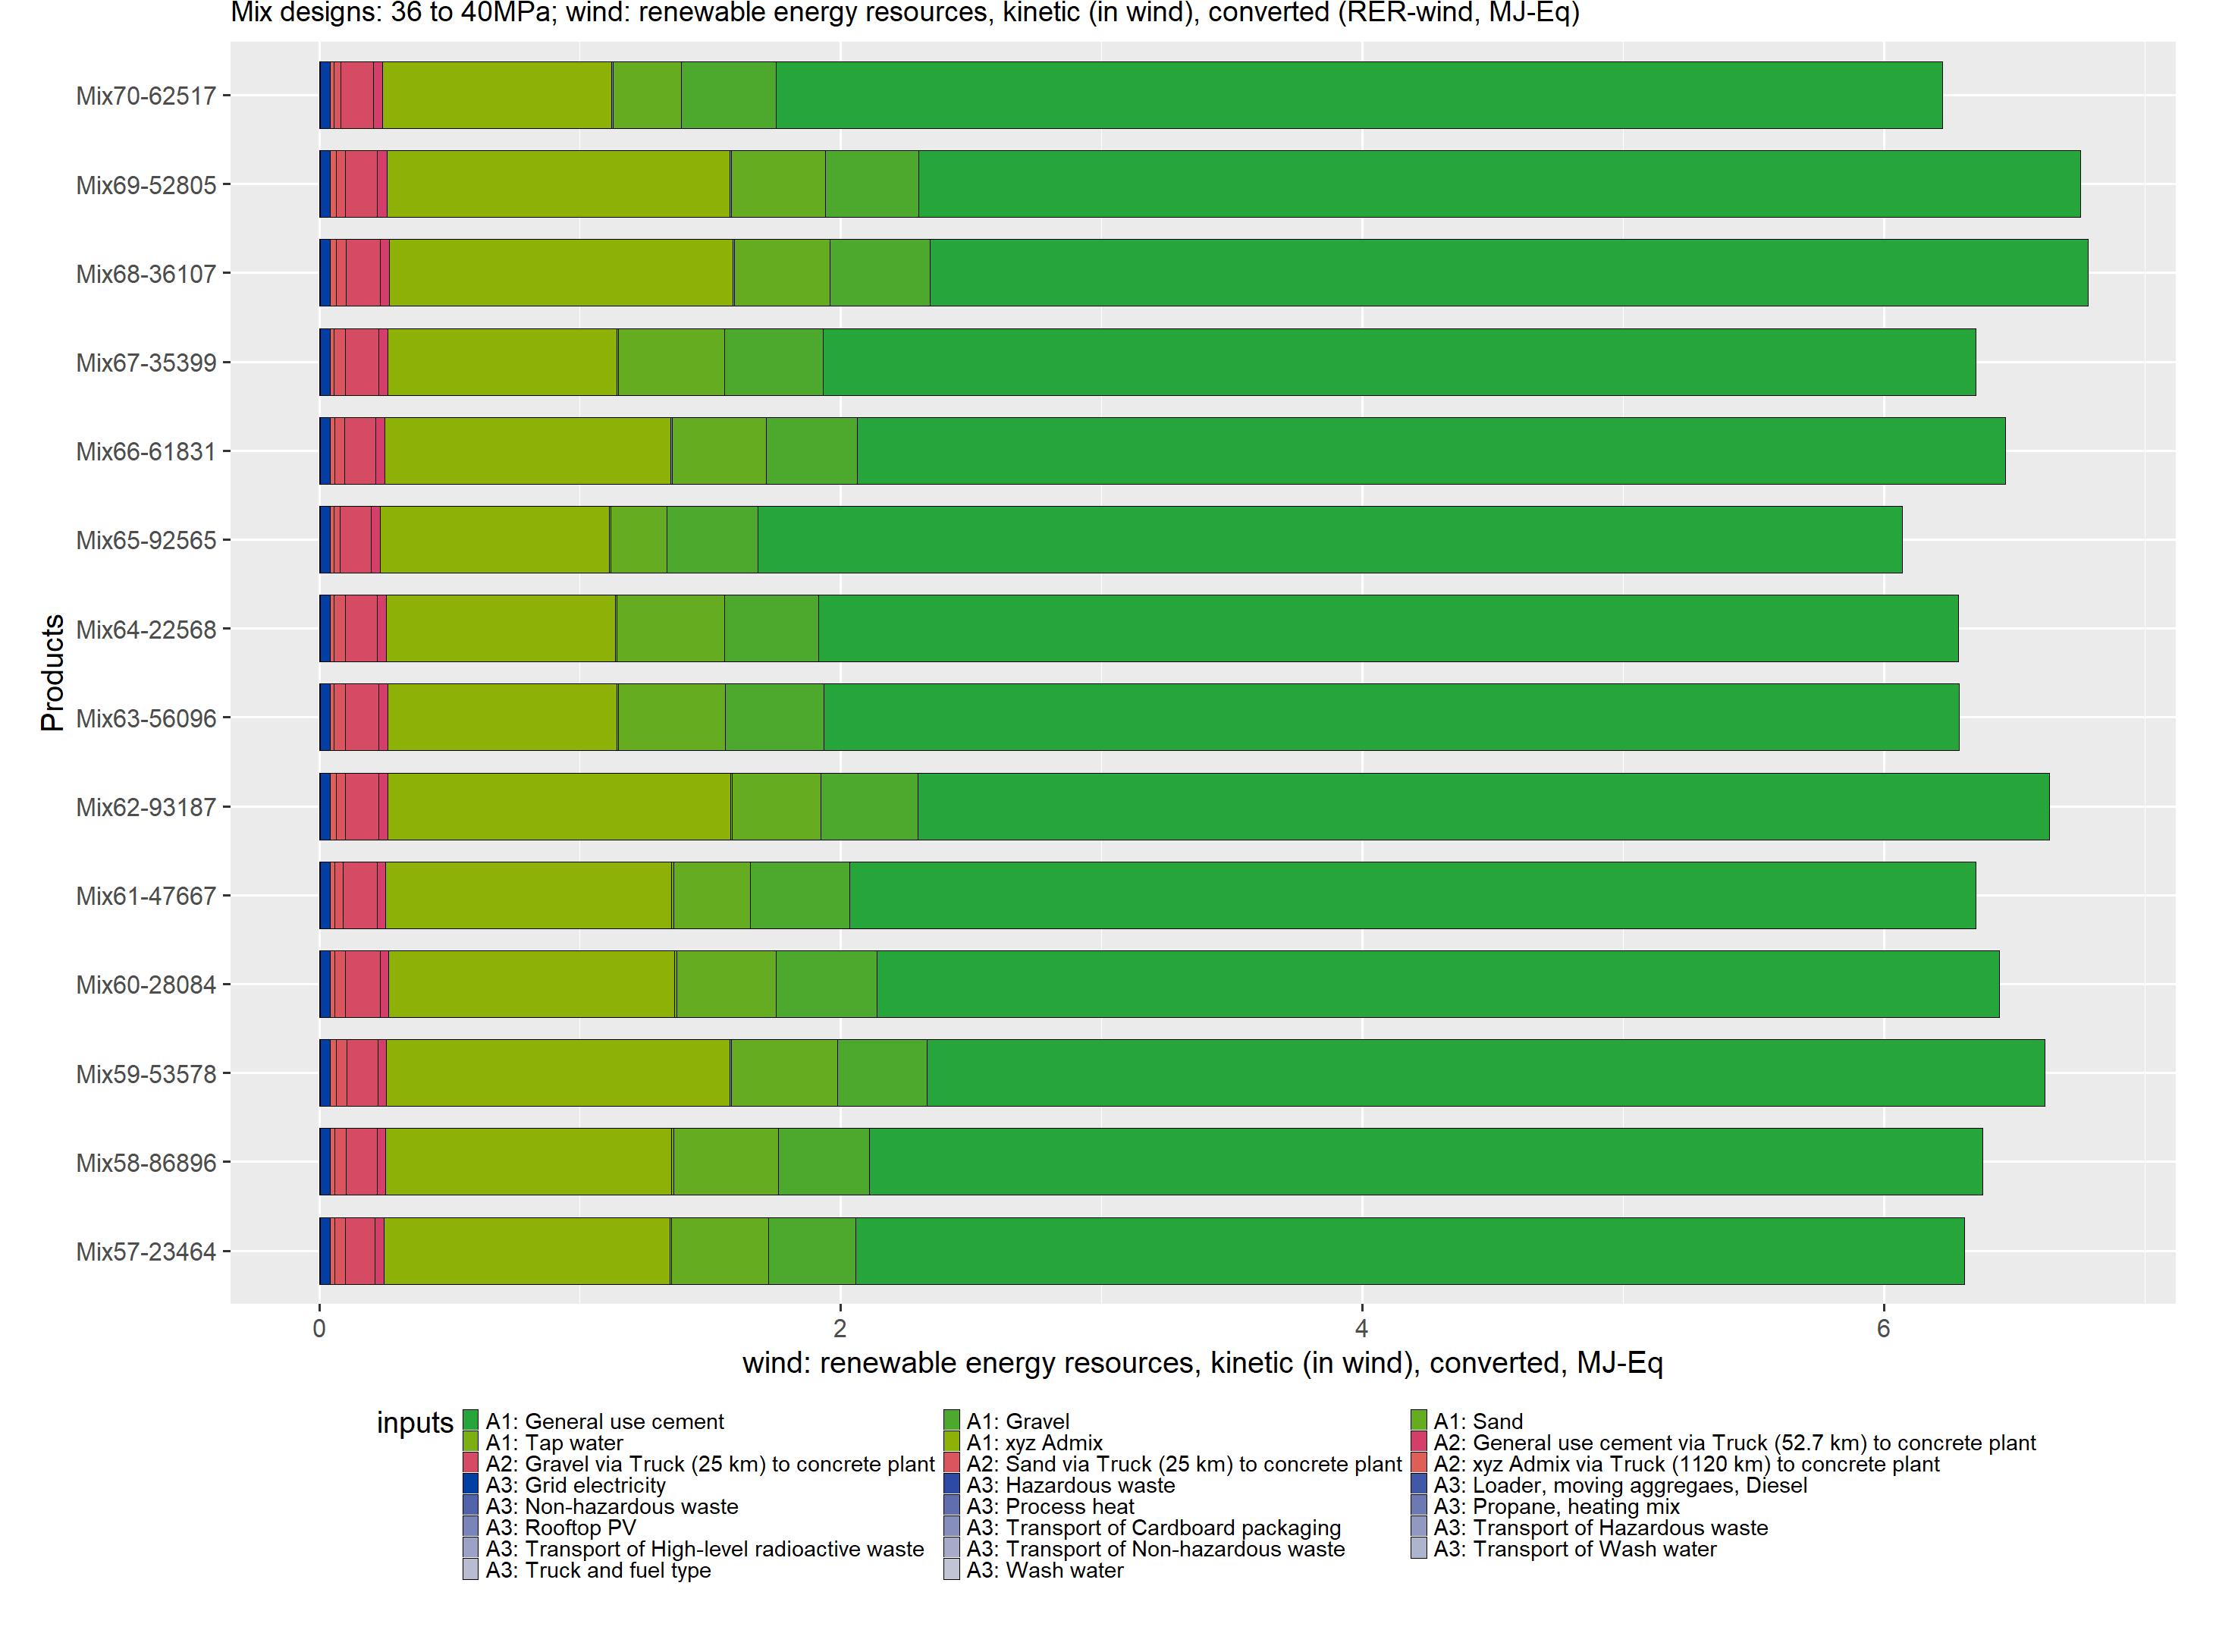 Mix designs: 36 to 40MPa; wind: renewable energy resources, kinetic (in wind), converted (RER-wind, MJ-Eq)
Products
Mix70-62517
Mix69-52805
Mix68-36107
Mix67-35399
Mix66-61831
Mix65-92565
Mix64-22568
Mix63-56096
Mix62-93187
Mix61-47667
Mix60-28084
Mix59-53578
Mix58-86896
Mix57-23464
0 2 4 6
wind: renewable energy resources, kinetic (in wind), converted, MJ-Eq
inputs
A1: General use cement A1: Gravel A1: Sand
A1: Tap water A1: xyz Admix A2: General use cement via Truck (52.7 km) to concrete plant
A2: Gravel via Truck (25 km) to concrete plant A2: Sand via Truck (25 km) to concrete plant A2: xyz Admix via Truck (1120 km) to concrete plant
A3: Grid electricity A3: Hazardous waste A3: Loader, moving aggregaes, Diesel
A3: Non-hazardous waste A3: Process heat A3: Propane, heating mix
A3: Rooftop PV A3: Transport of Cardboard packaging A3: Transport of Hazardous waste
A3: Transport of High-level radioactive waste A3: Transport of Non-hazardous waste A3: Transport of Wash water
A3: Truck and fuel type A3: Wash water